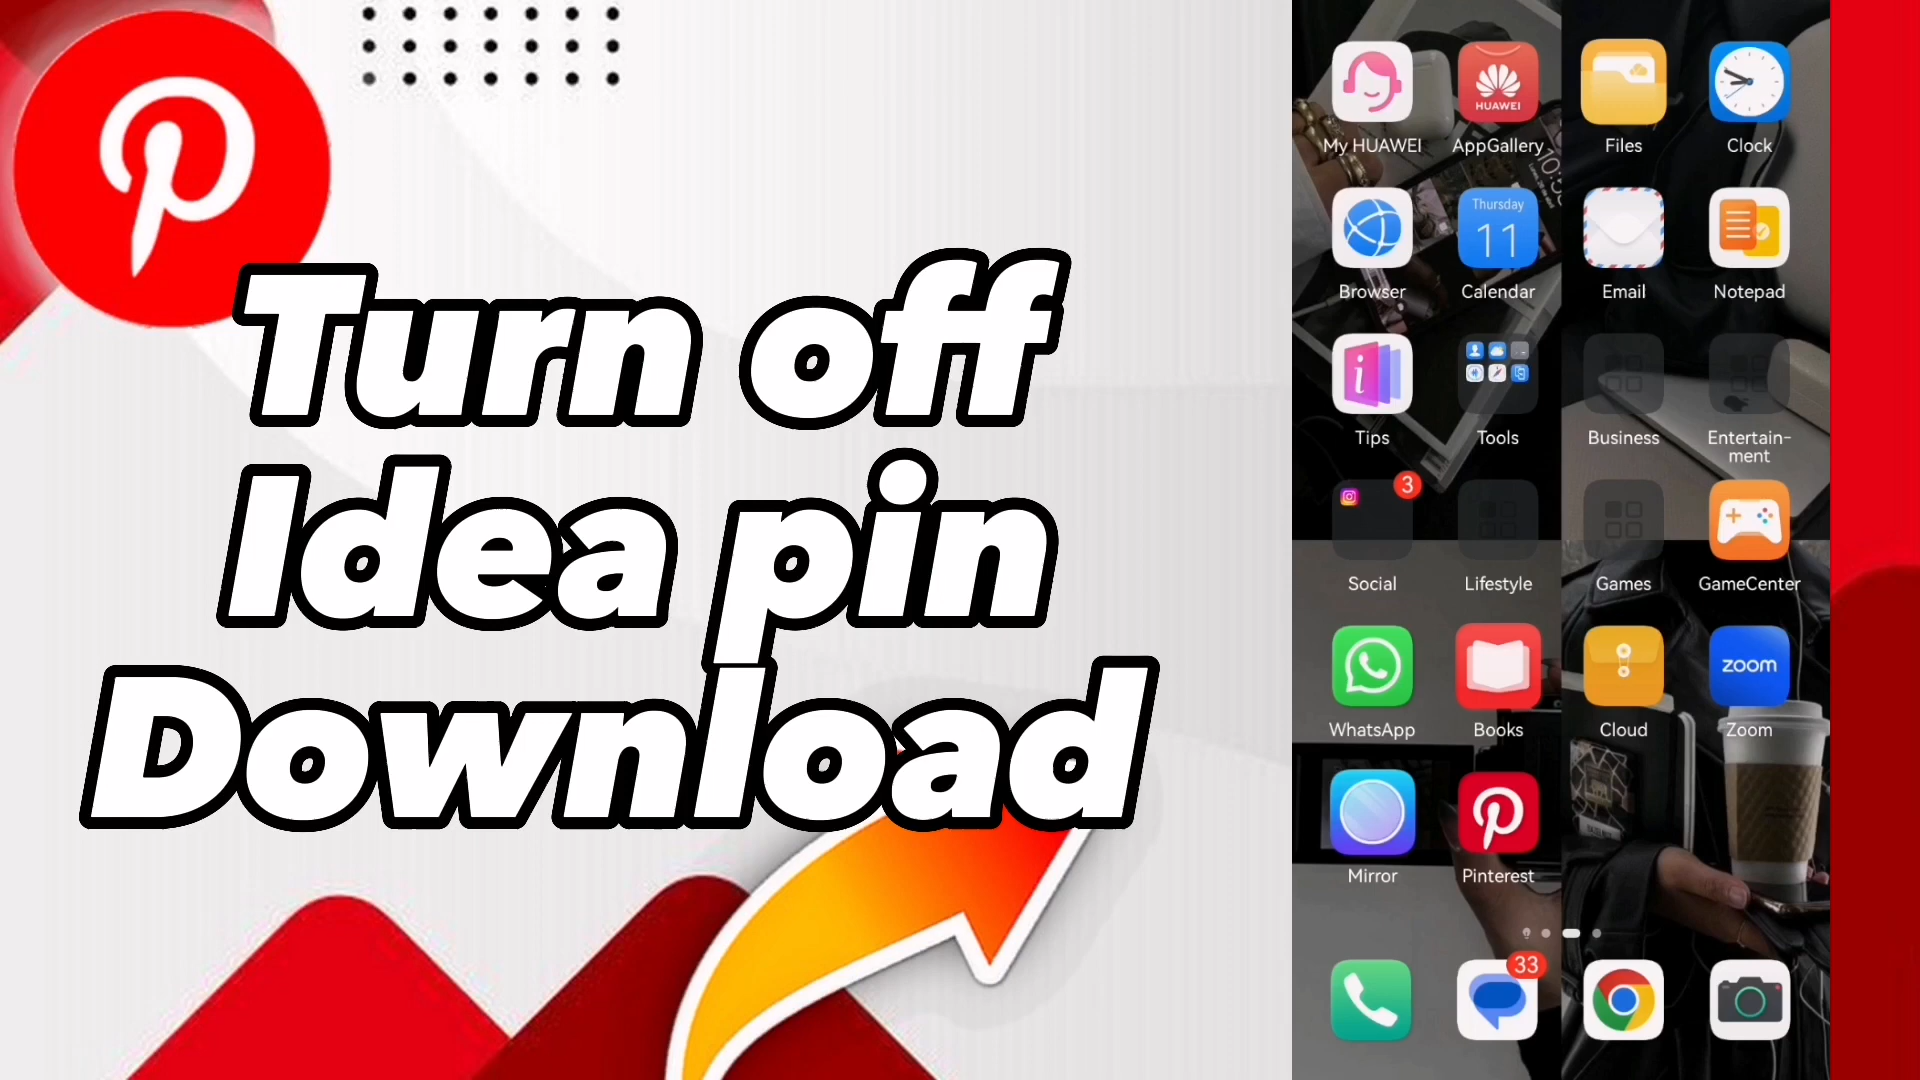 Turn off
Idea pin
Download
HUAWEI
My HUAWEI
AppGallery
Files
Clock
Thursday
11
Browser
Calendar
Email
Notepad
Tips
Tools
Business
Entertain-
ment
3
Social
Lifestyle
Games
GameCenter
zoom
WhatsApp
Books
Cloud
Zoom
Mirror
Pinterest
33